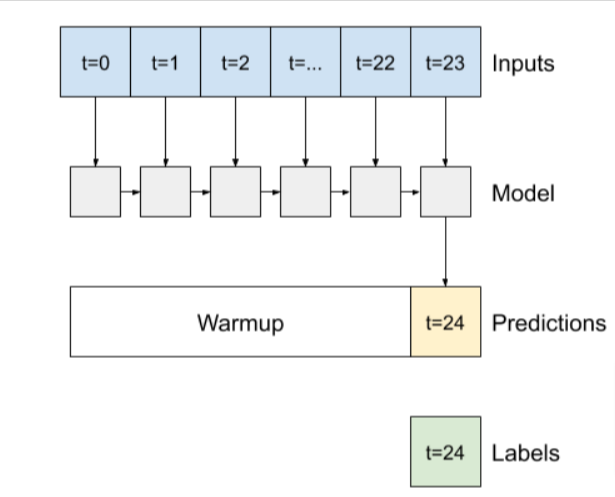 t=0 t=1 t=2 t=... t=22 t=23 Inputs
Model
Warmup t=24 Predictions
t=24 Labels